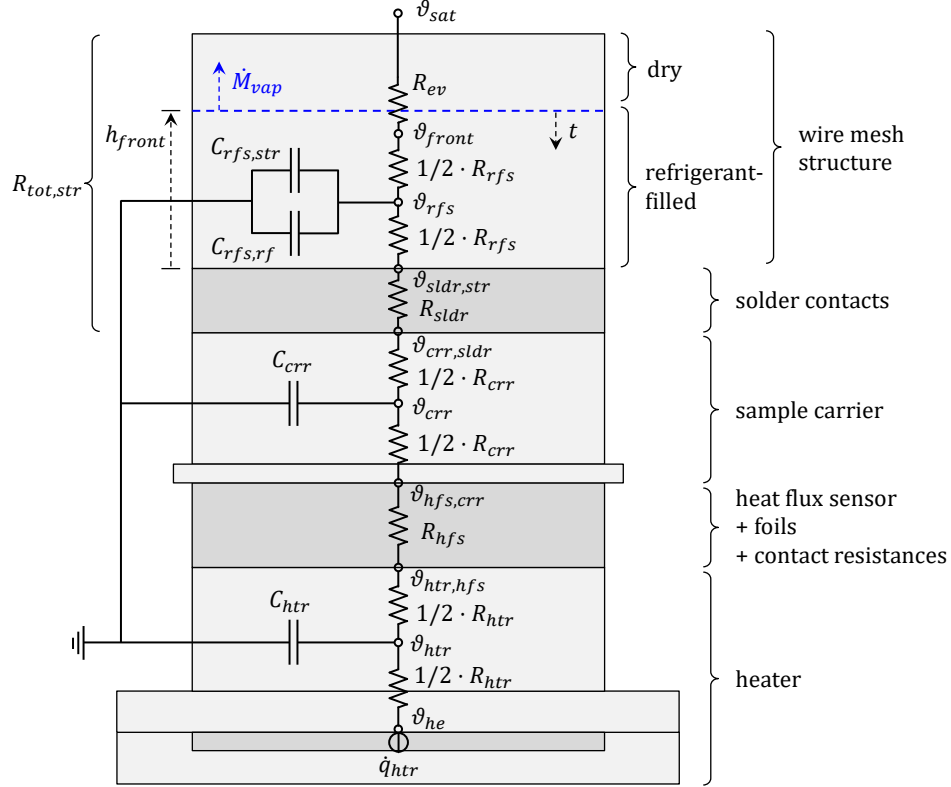 ϑ_sat
dry
Ṁ_vap
R_ev
h_front
t
ϑ_front
wire mesh
structure
C_rfs,str
1/2 · R_rfs
refrigerant-
filled
R_tot,str
ϑ_rfs
C_rfs,rf
1/2 · R_rfs
ϑ_sldr,str
R_sldr
solder contacts
ϑ_crr,sldr
C_crr
1/2 · R_crr
ϑ_crr
sample carrier
1/2 · R_crr
ϑ_hfs,crr
R_hfs
heat flux sensor
+ foils
+ contact resistances
ϑ_htr,hfs
C_htr
1/2 · R_htr
ϑ_htr
1/2 · R_htr
heater
ϑ_he
q̇_htr